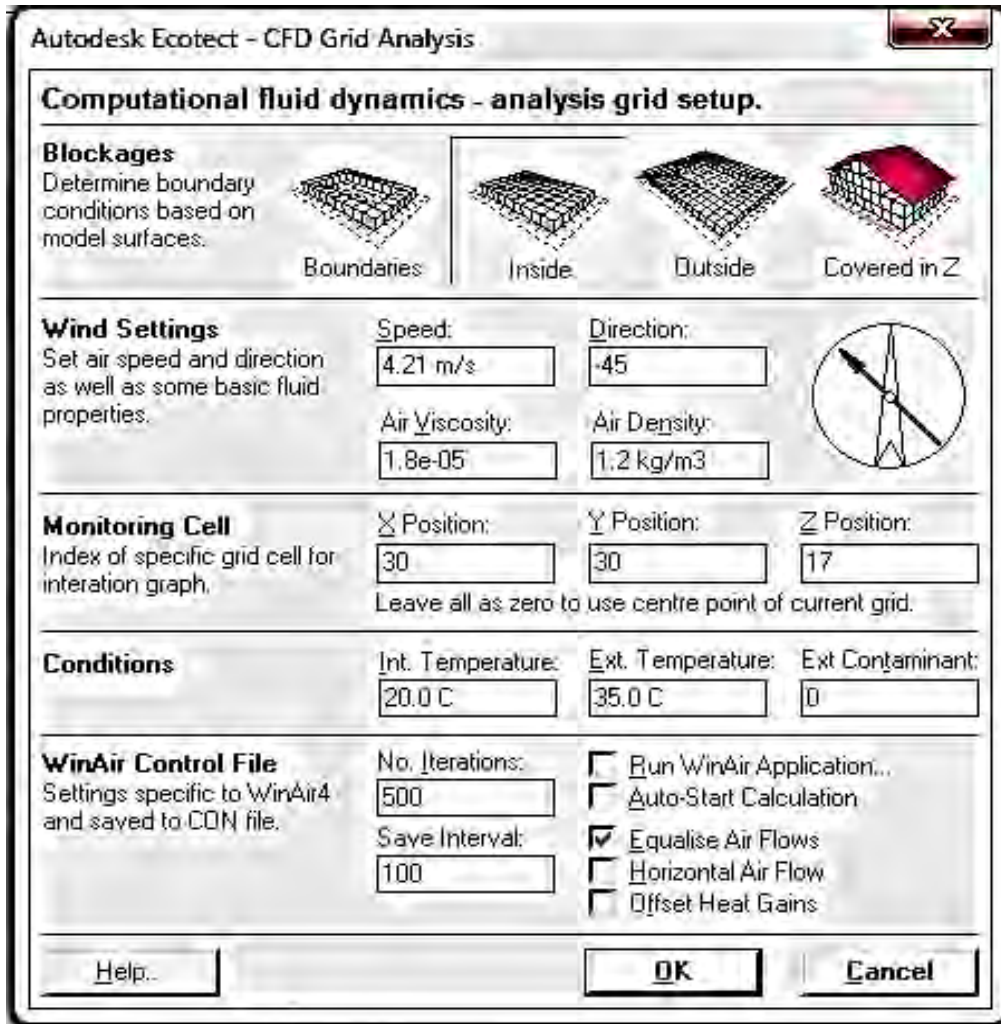 Autodesk Ecotect - CFD Grid Analysis
Computational fluid dynamics - analysis grid setup.
Blockages
Determine boundary
conditions based on
model surfaces.
Boundaries
Inside
Outside
Covered in Z
Wind Settings
Set air speed and direction
as well as some basic fluid
properties.
Speed:
4.21 m/s
Direction:
-45
Air Viscosity:
1.8e-05
Air Density:
1.2 kg/m3
Monitoring Cell
Index of specific grid cell for
interation graph.
X Position:
30
Y Position:
30
Z Position:
17
Leave all as zero to use centre point of current grid.
Conditions
Int. Temperature:
20.0 C
Ext. Temperature:
35.0 C
Ext Contaminant:
0
WinAir Control File
Settings specific to WinAir4
and saved to CON file.
No. Iterations:
500
Save Interval:
100
Run WinAir Application...
Auto-Start Calculation
Equalise Air Flows
Horizontal Air Flow
Offset Heat Gains
Help..
OK
Cancel